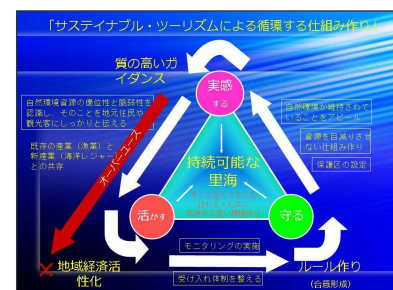 「サステイナブル・ツーリズムによる循環する仕組み作り」
質の高いガ
イダンス
実感
する
自然環境資源の優位性と脆弱性を
認識し、そのことを地元住民や
観光客にしっかりと伝える
自然環境が維持されて
いることをアピール
資源を目減りさせ
ない仕組み作り
保護区の設定
既存の産業（漁業）と
新産業（海洋レジャー）
との共存
オーバーユース
持続可能な
里海
活かす
守る
モニタリングの実施
地域経済活
性化
受け入れ体制を整える
ルール作り
（合意形成）